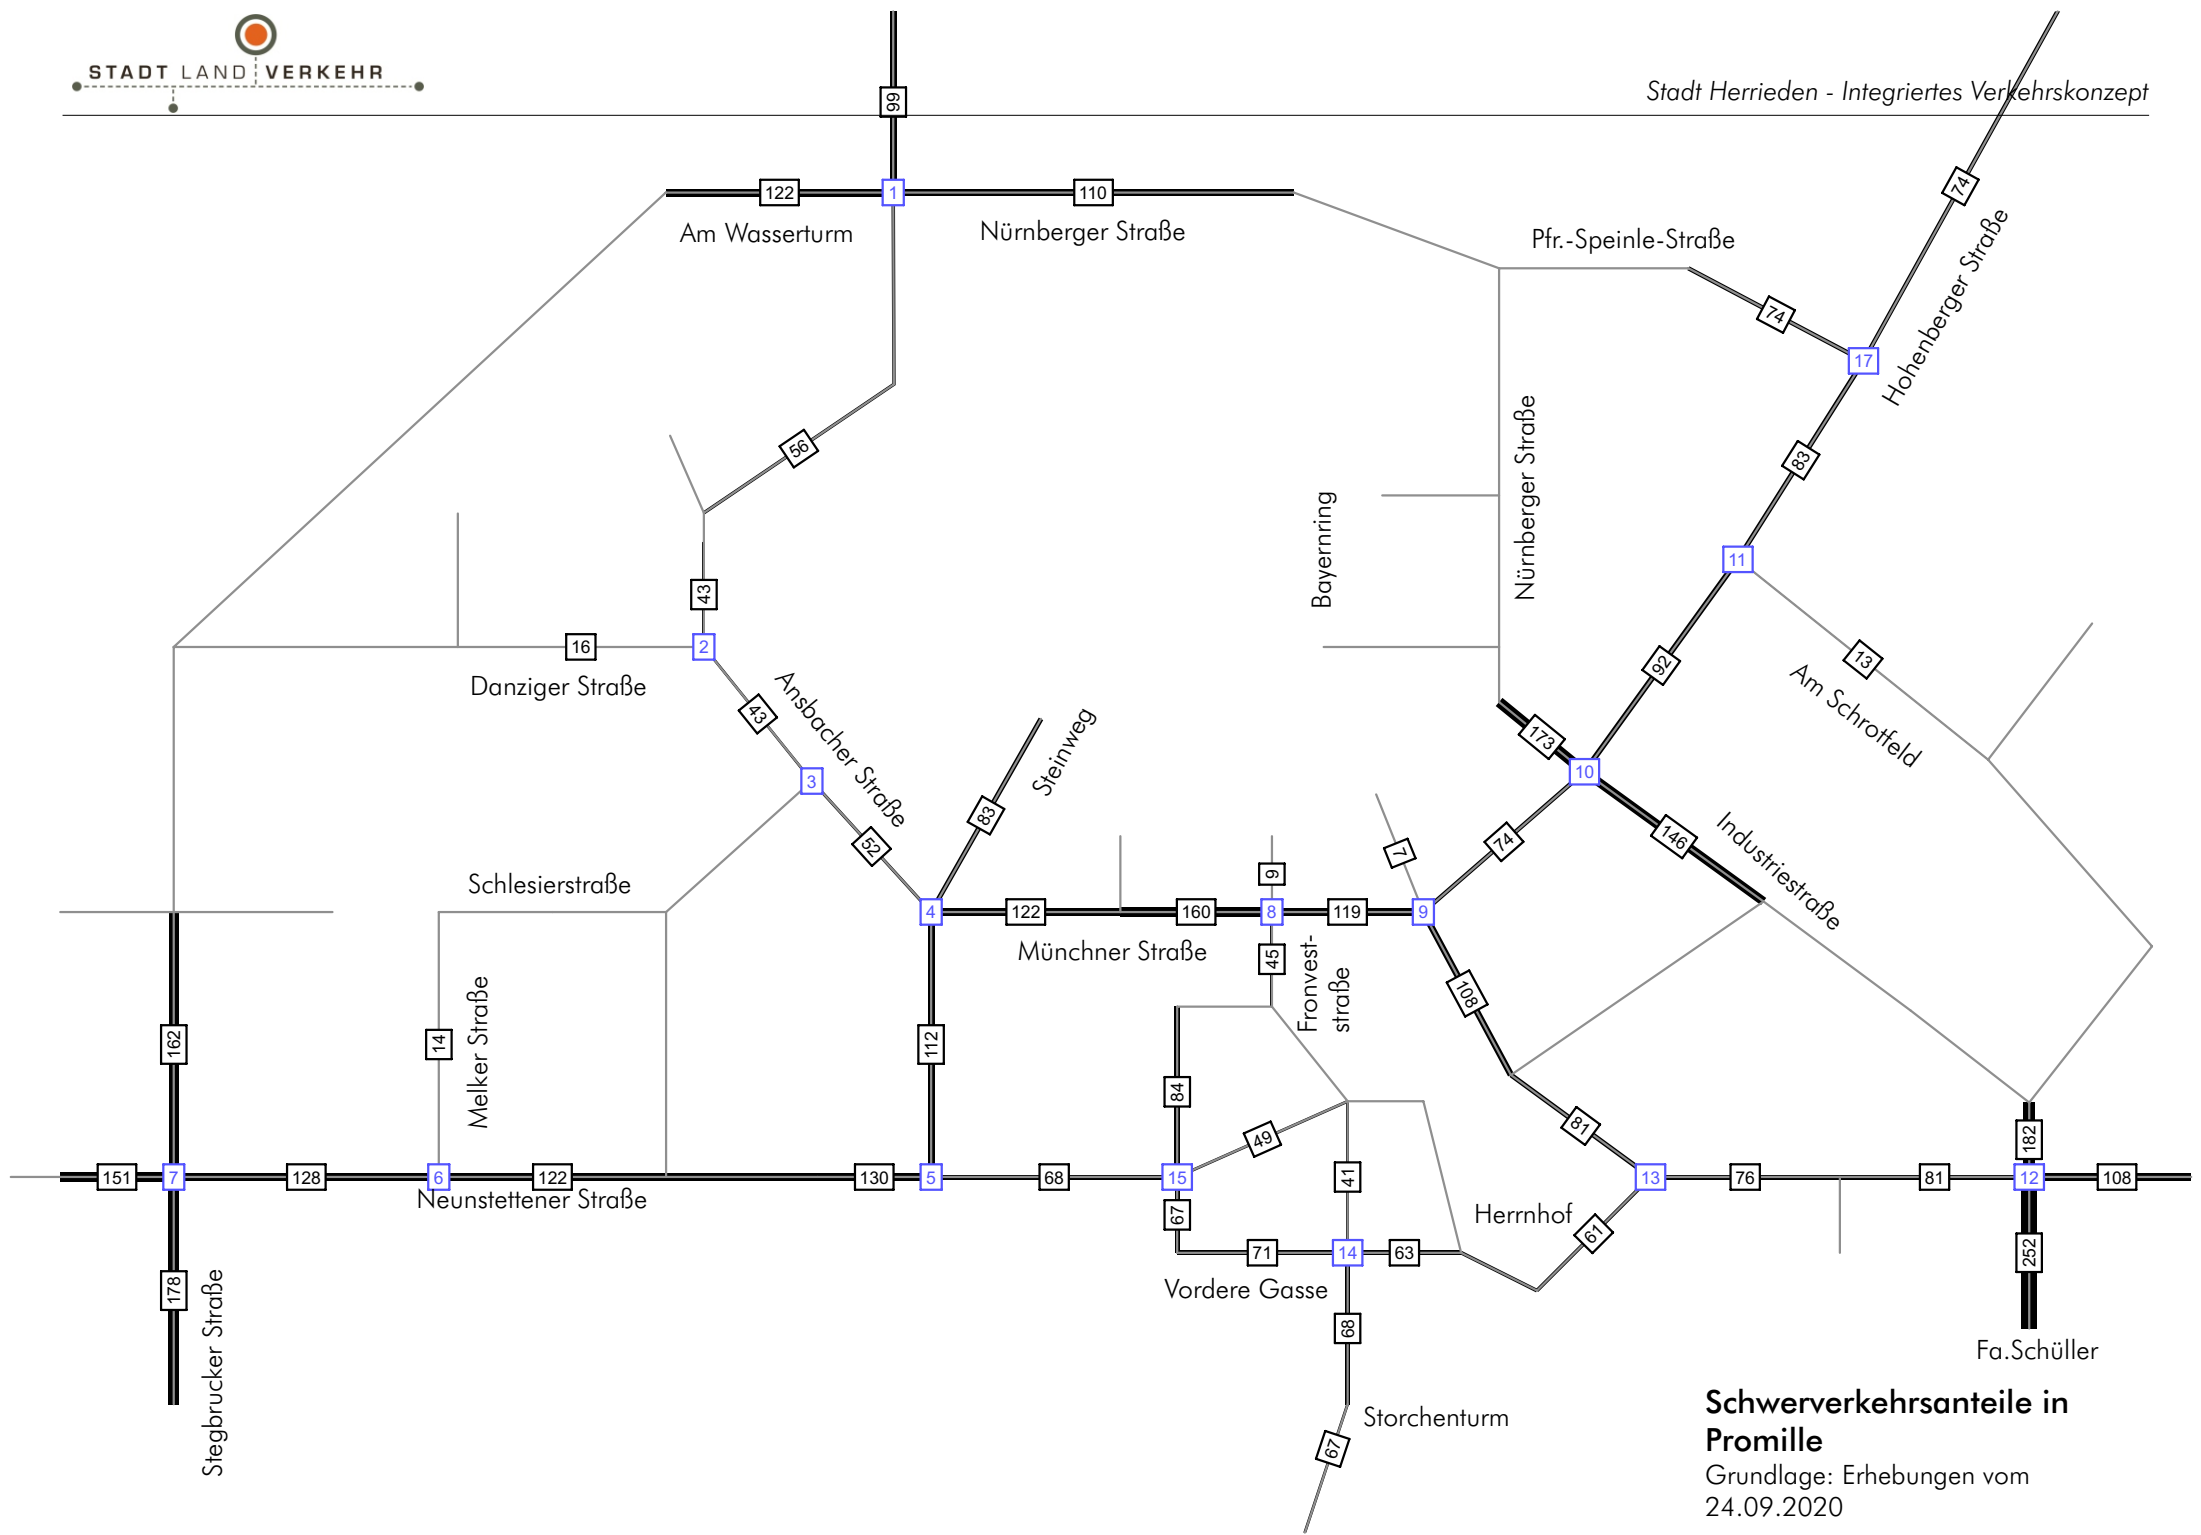 STADT LAND VERKEHR
Stadt Herrieden - Integriertes Verkehrskonzept
99
122
1
110
Am Wasserturm
Nürnberger Straße
Pfr.-Speinle-Straße
74
Hohenberger Straße
74
17
56
83
Nürnberger Straße
Bayernring
11
43
16
2
Danziger Straße
92
13
Am Schrotfeld
43
Ansbacher Straße
Steinweg
173
10
3
83
52
7
74
146
Industriestraße
Schlesierstraße
9
4
122
160
8
119
9
Münchner Straße
45
Fronvest-
straße
108
162
14
Melker Straße
112
84
49
81
182
151
7
128
6
122
130
5
68
15
41
13
76
81
12
108
Neunstettener Straße
67
Herrnhof
61
71
14
63
252
178
Stegbrucker Straße
Vordere Gasse
68
Fa.Schüller
Storchenturm
67
Schwerverkehrsanteile in
Promille
Grundlage: Erhebungen vom
24.09.2020